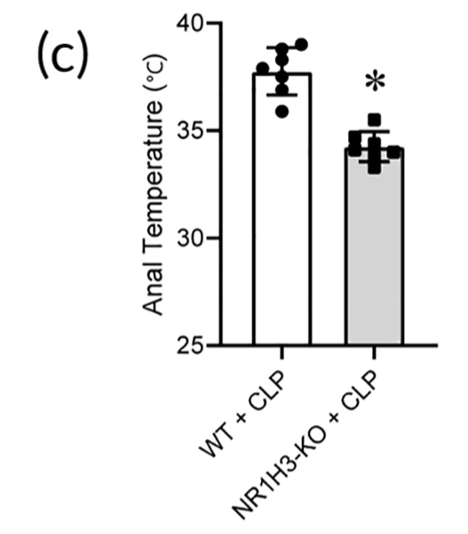 (c)
Anal Temperature (°C)
40
35
30
25
*
WT + CLP
NR1H3-KO + CLP